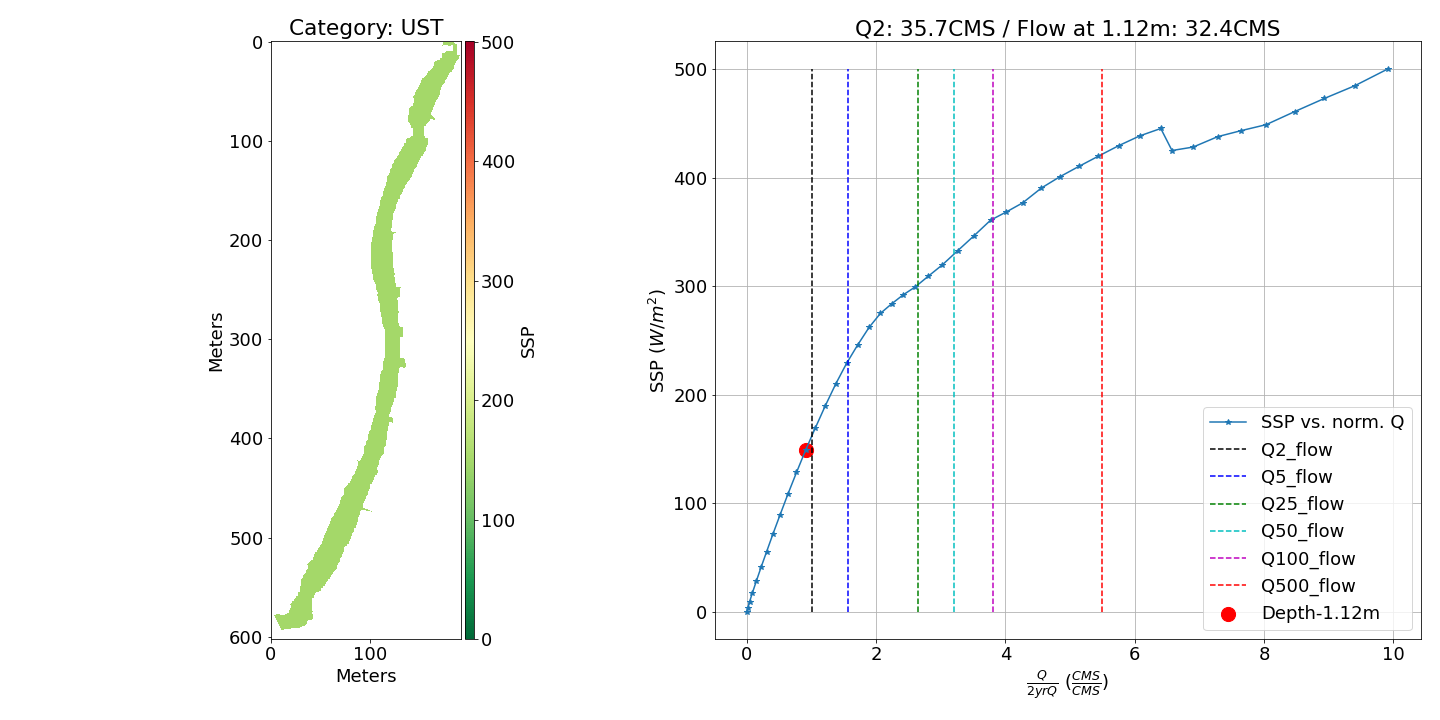 Category: UST
0
100
200
300
400
500
600
Meters
0
100
Meters
500
400
300
200
100
0
SSP
Q2: 35.7CMS / Flow at 1.12m: 32.4CMS
500
400
300
200
100
0
SSP (W/m²)
0
2
4
6
8
10
Q/2yrQ (CMS/CMS)
SSP vs. norm. Q
Q2_flow
Q5_flow
Q25_flow
Q50_flow
Q100_flow
Q500_flow
Depth-1.12m